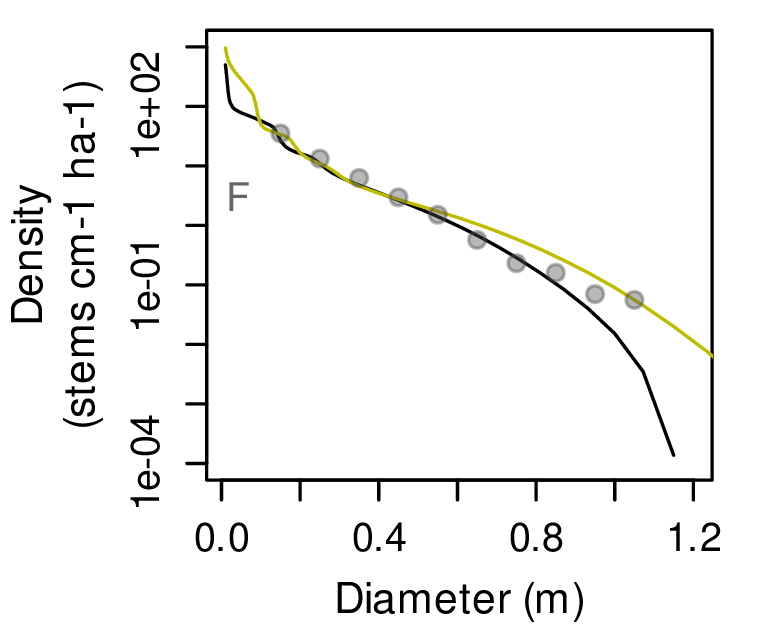 Density
(stems cm-1 ha-1)
1e+02
1e-01
1e-04
F
0.0
0.4
0.8
1.2
Diameter (m)